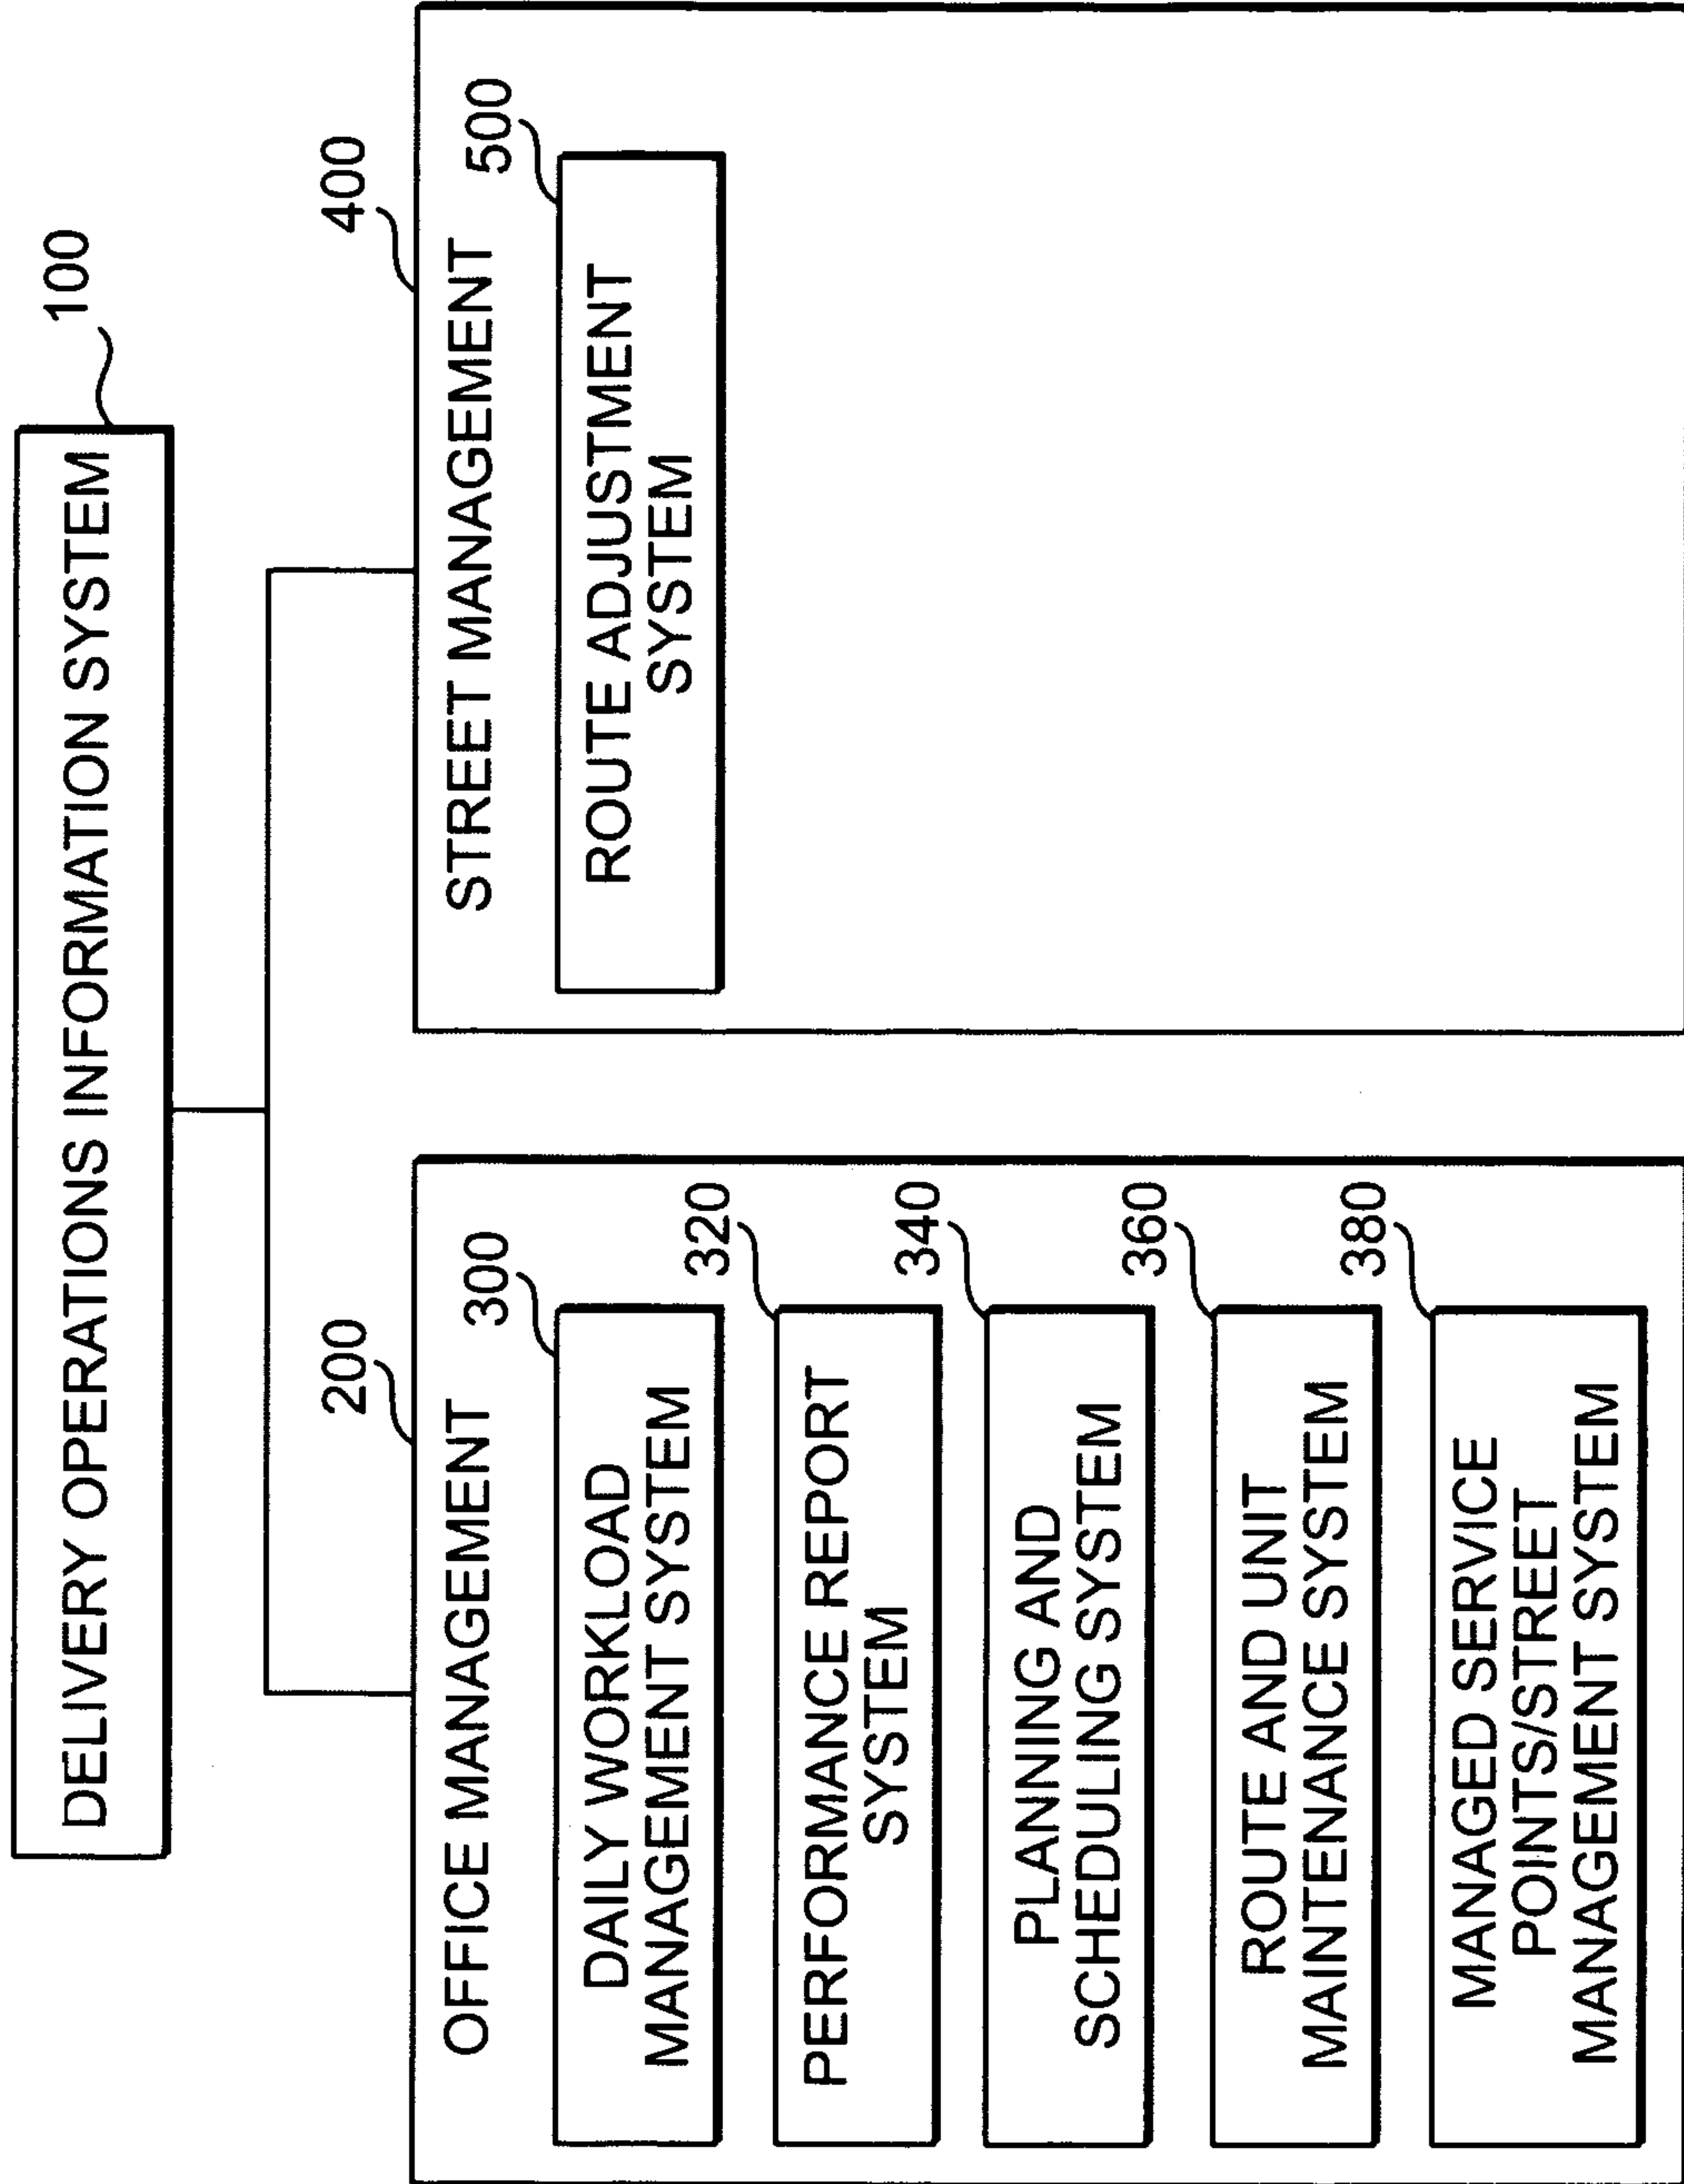 DELIVERY OPERATIONS INFORMATION SYSTEM
100
200
OFFICE MANAGEMENT
300
DAILY WORKLOAD
MANAGEMENT SYSTEM
320
PERFORMANCE REPORT
SYSTEM
340
PLANNING AND
SCHEDULING SYSTEM
360
ROUTE AND UNIT
MAINTENANCE SYSTEM
380
MANAGED SERVICE
POINTS/STREET
MANAGEMENT SYSTEM
400
STREET MANAGEMENT
500
ROUTE ADJUSTMENT
SYSTEM